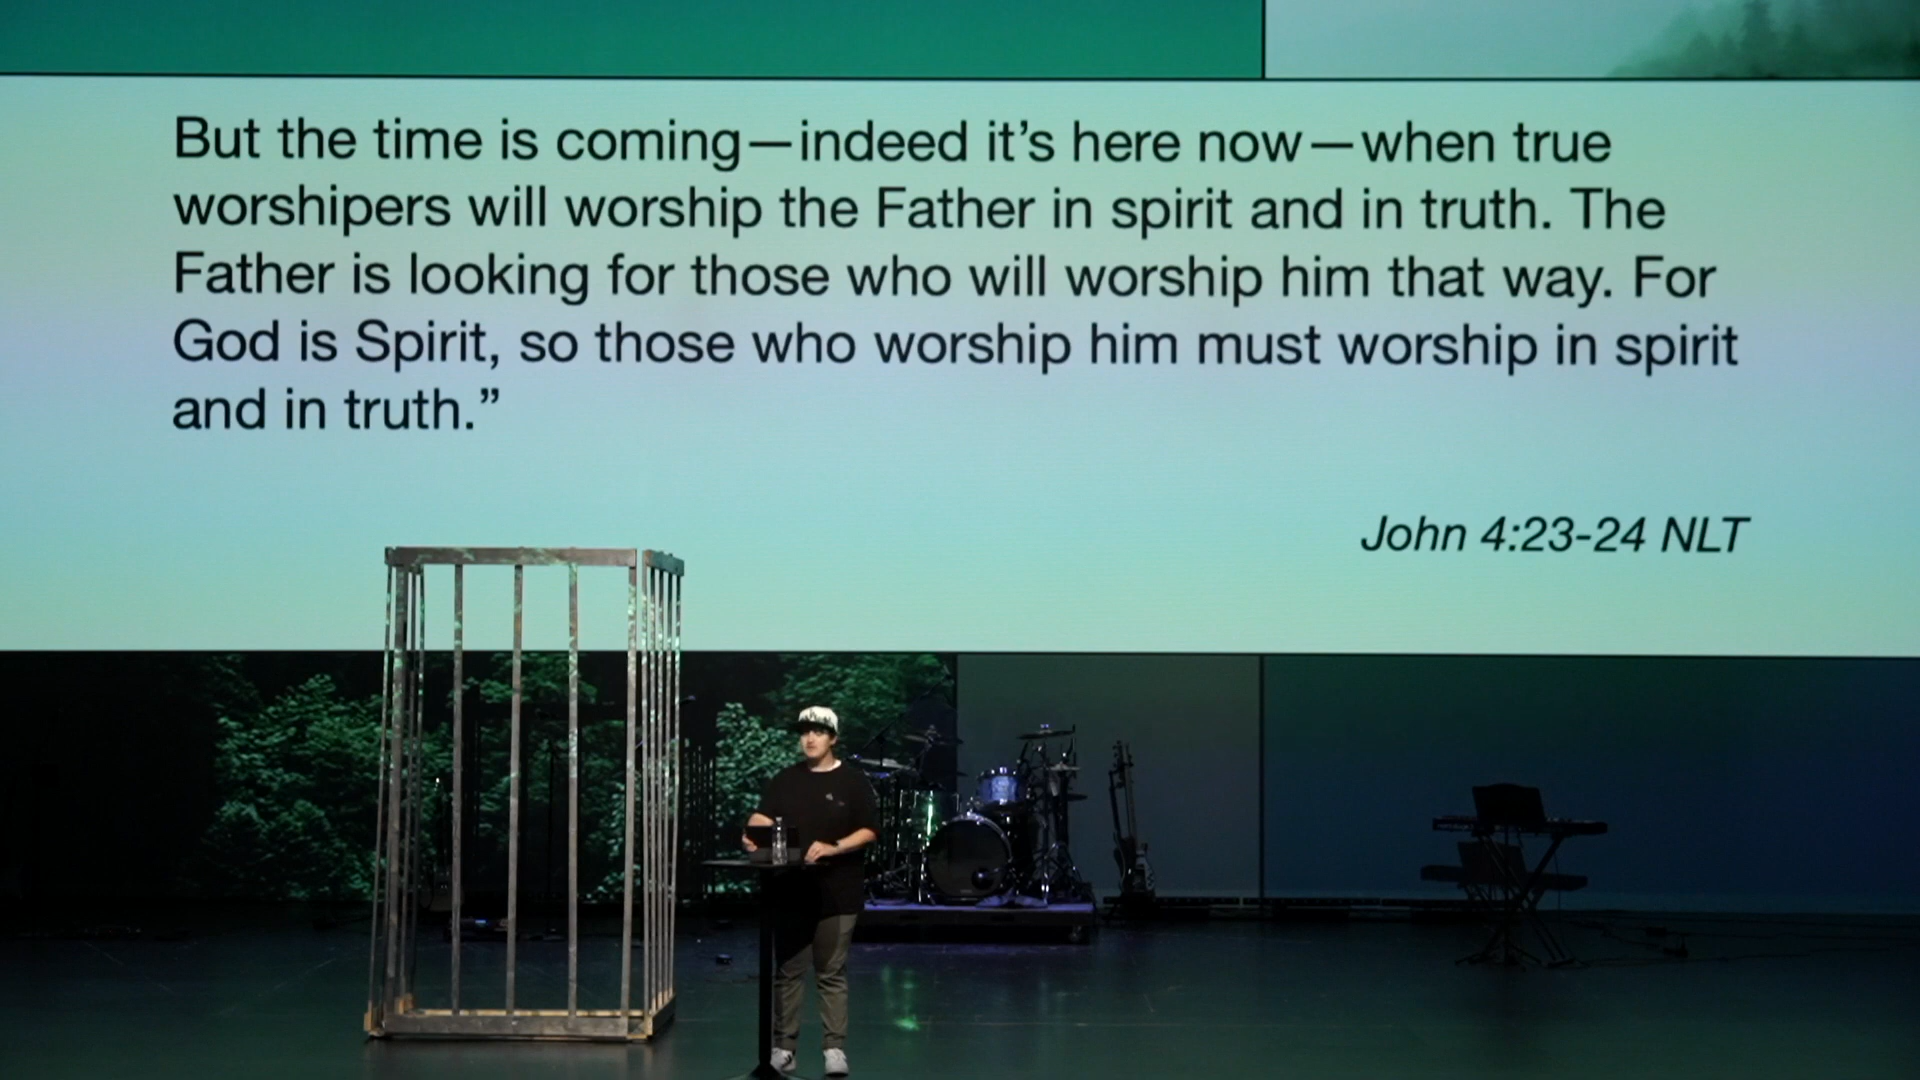 But the time is coming—indeed it’s here now—when true
worshipers will worship the Father in spirit and in truth. The
Father is looking for those who will worship him that way. For
God is Spirit, so those who worship him must worship in spirit
and in truth.”
John 4:23-24 NLT